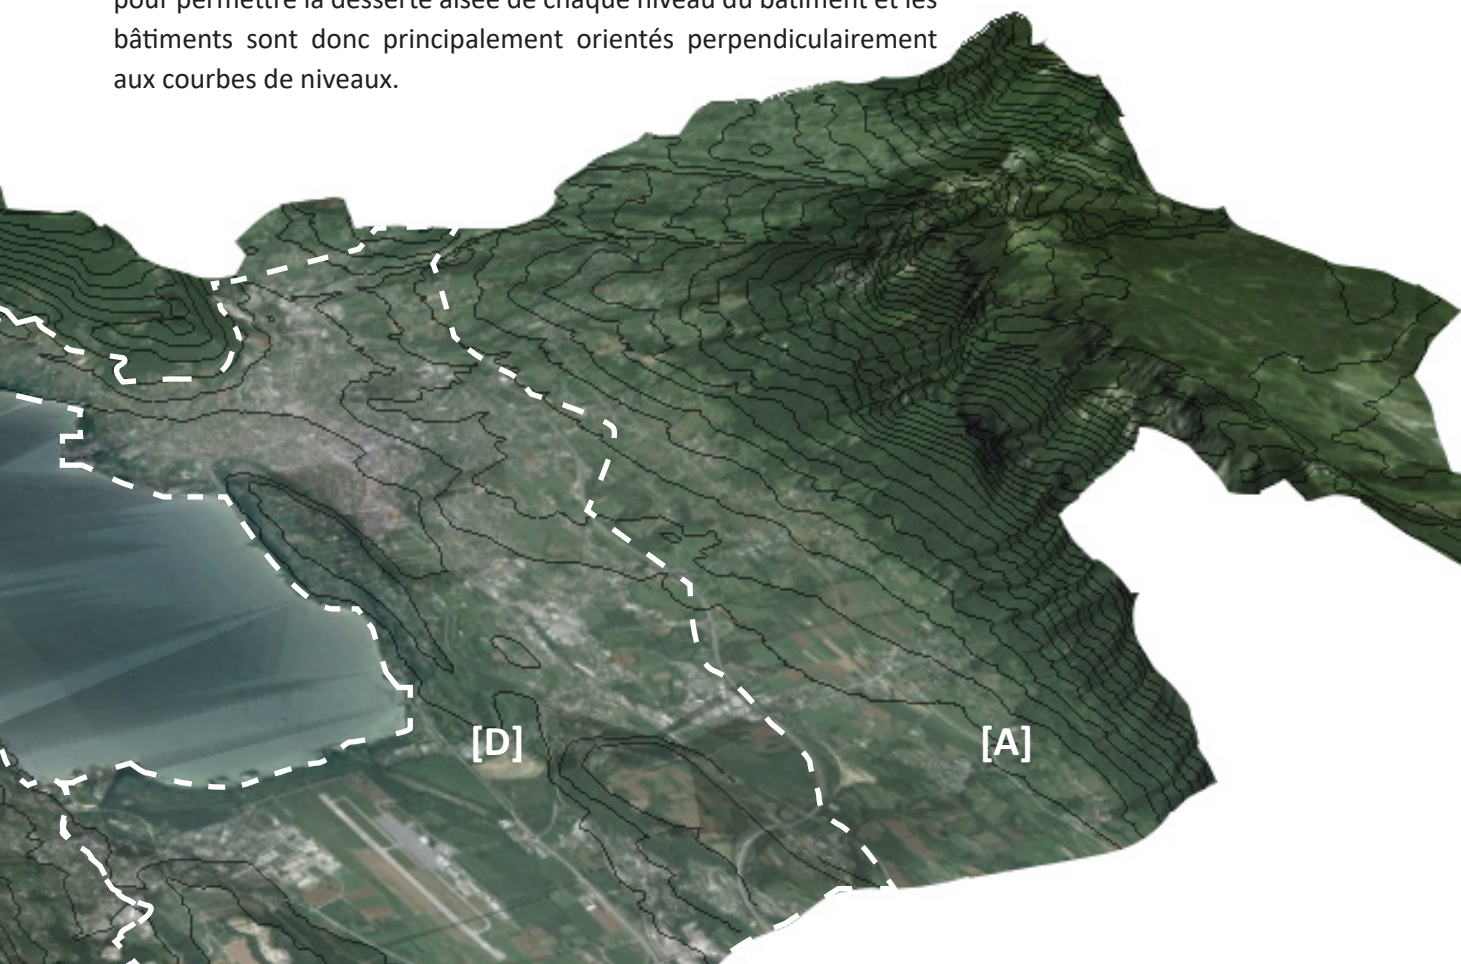 pour permettre la desserte aisée de chaque niveau du bâtiment et les
bâtiments sont donc principalement orientés perpendiculairement
aux courbes de niveaux.
[D]
[A]